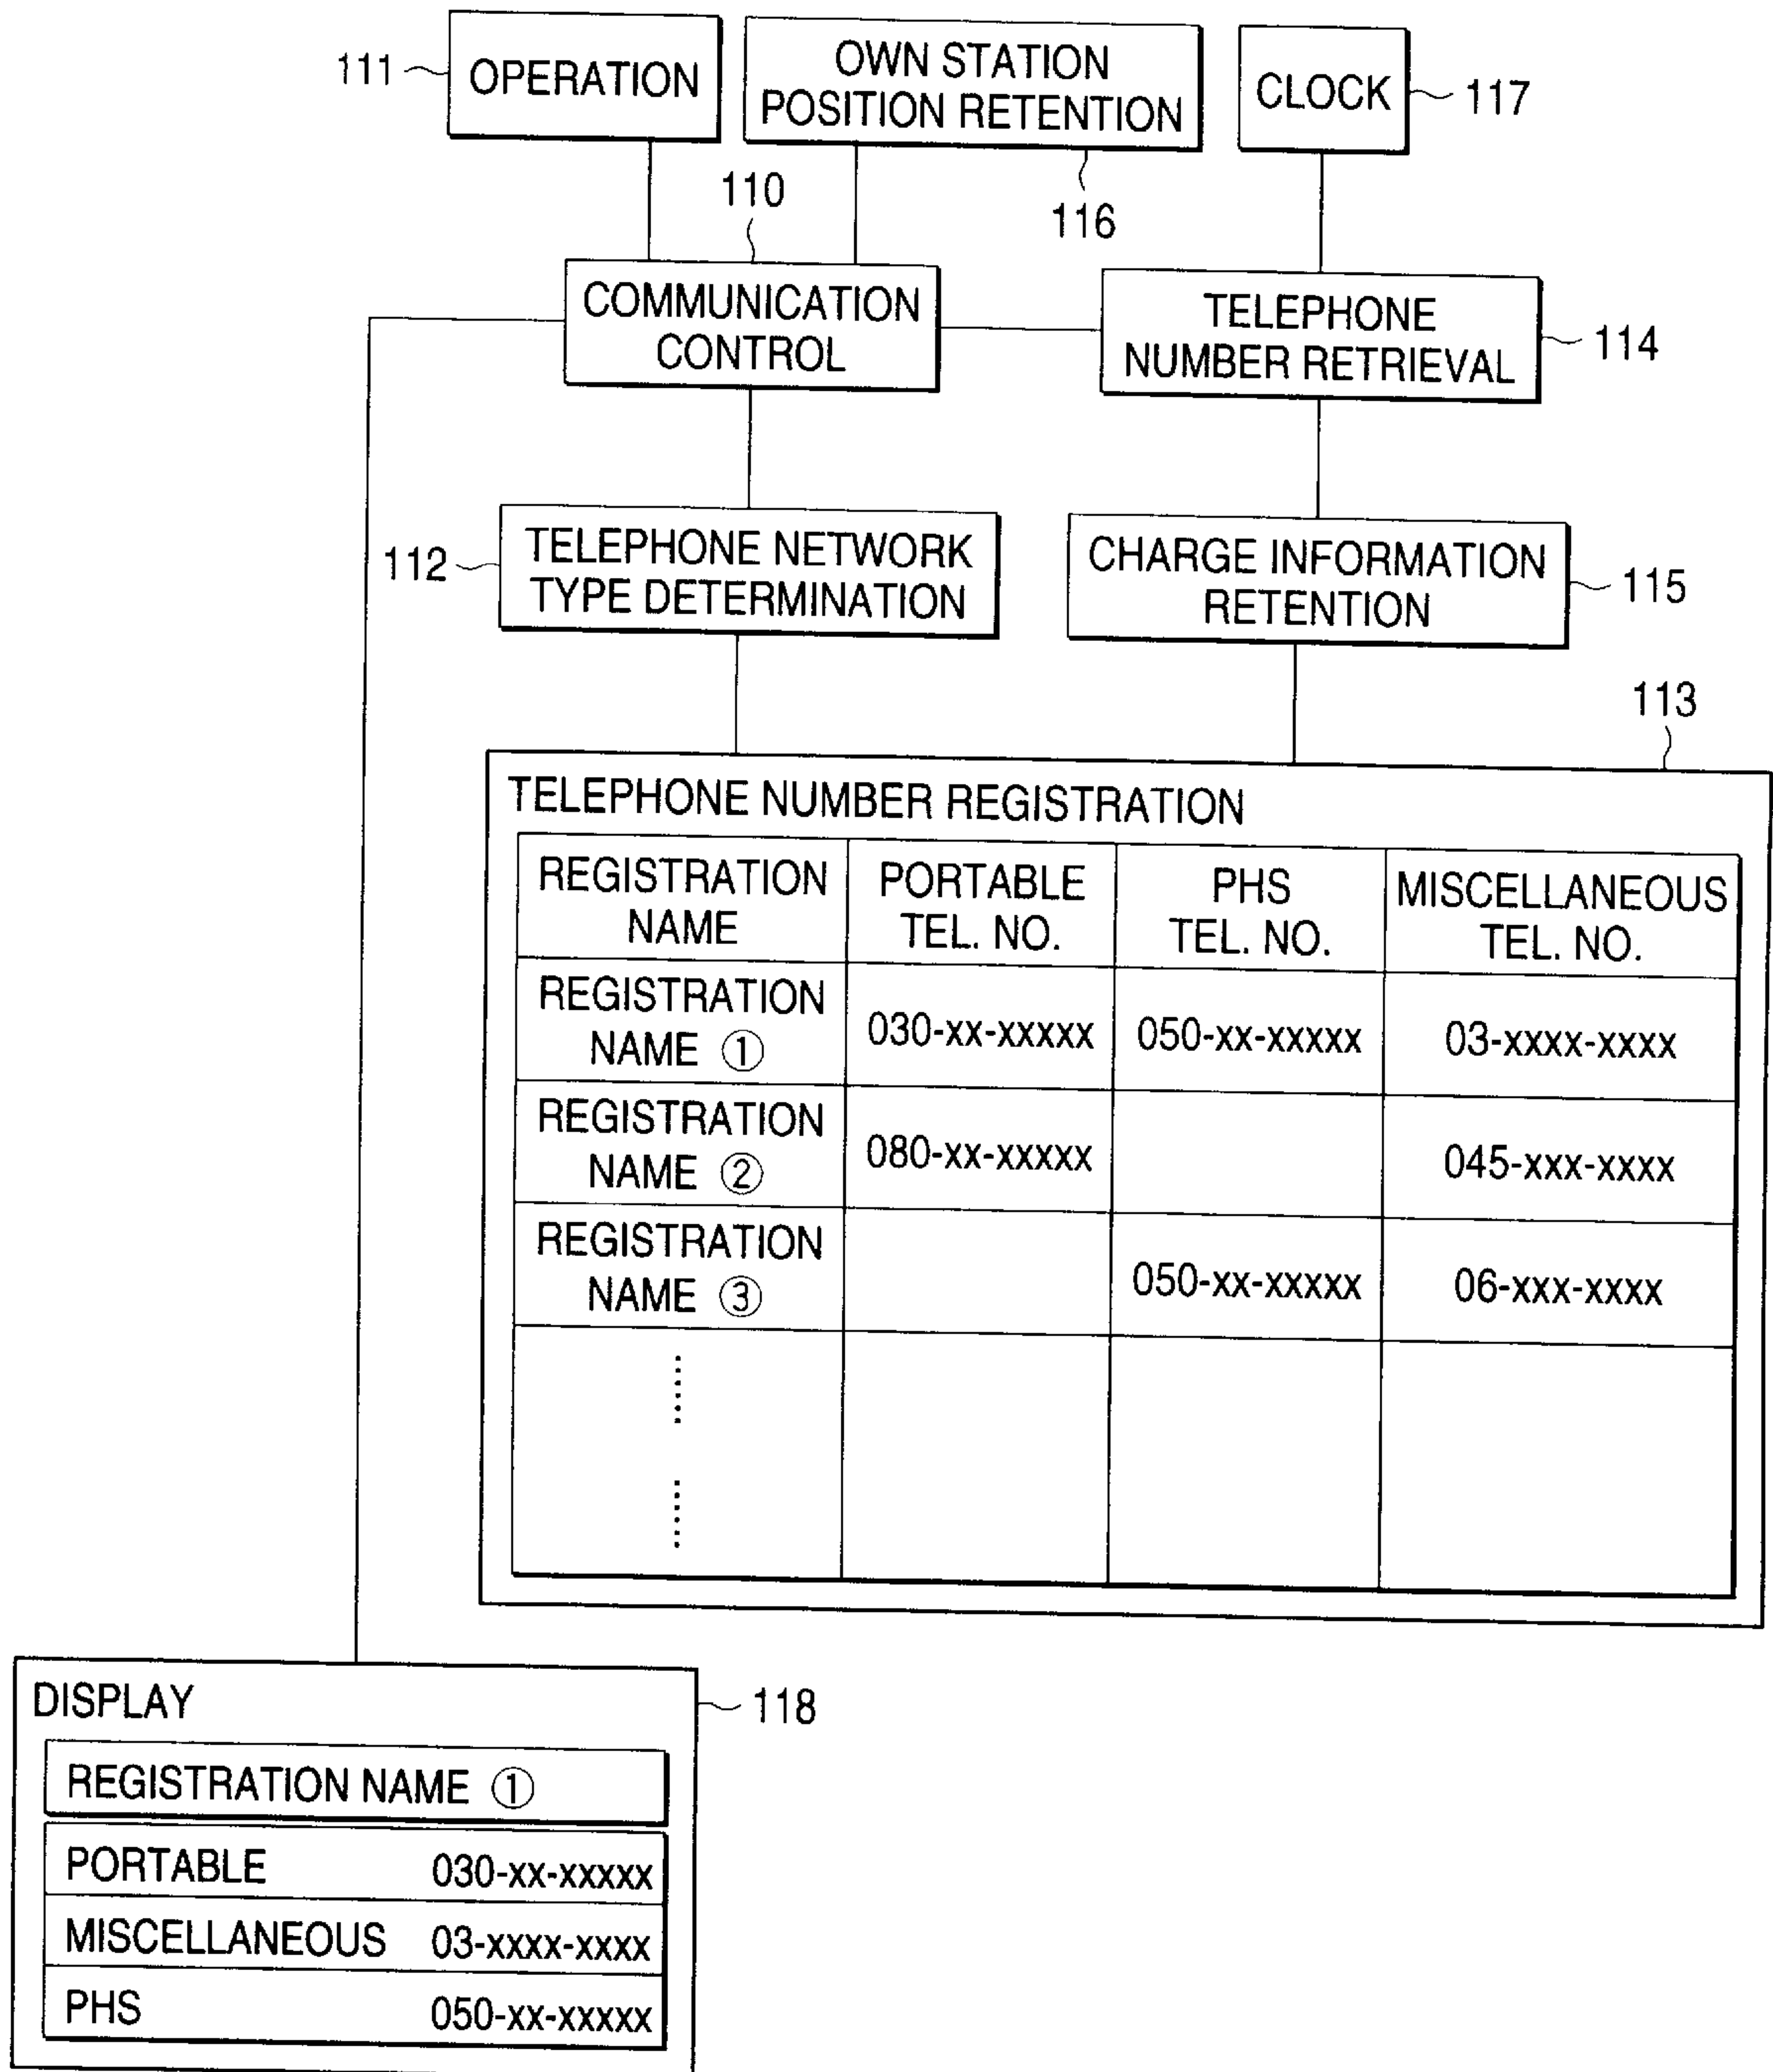 111
OPERATION
OWN STATION
POSITION RETENTION
CLOCK
117
110
116
COMMUNICATION
CONTROL
TELEPHONE
NUMBER RETRIEVAL
114
112
TELEPHONE NETWORK
TYPE DETERMINATION
CHARGE INFORMATION
RETENTION
115
113
TELEPHONE NUMBER REGISTRATION
REGISTRATION
NAME
PORTABLE
TEL. NO.
PHS
TEL. NO.
MISCELLANEOUS
TEL. NO.
REGISTRATION
NAME ①
030-xx-xxxxx
050-xx-xxxxx
03-xxxx-xxxx
REGISTRATION
NAME ②
080-xx-xxxxx
045-xxx-xxxx
REGISTRATION
NAME ③
050-xx-xxxxx
06-xxx-xxxx
......
......
DISPLAY
118
REGISTRATION NAME ①
PORTABLE 030-xx-xxxxx
MISCELLANEOUS 03-xxxx-xxxx
PHS 050-xx-xxxxx